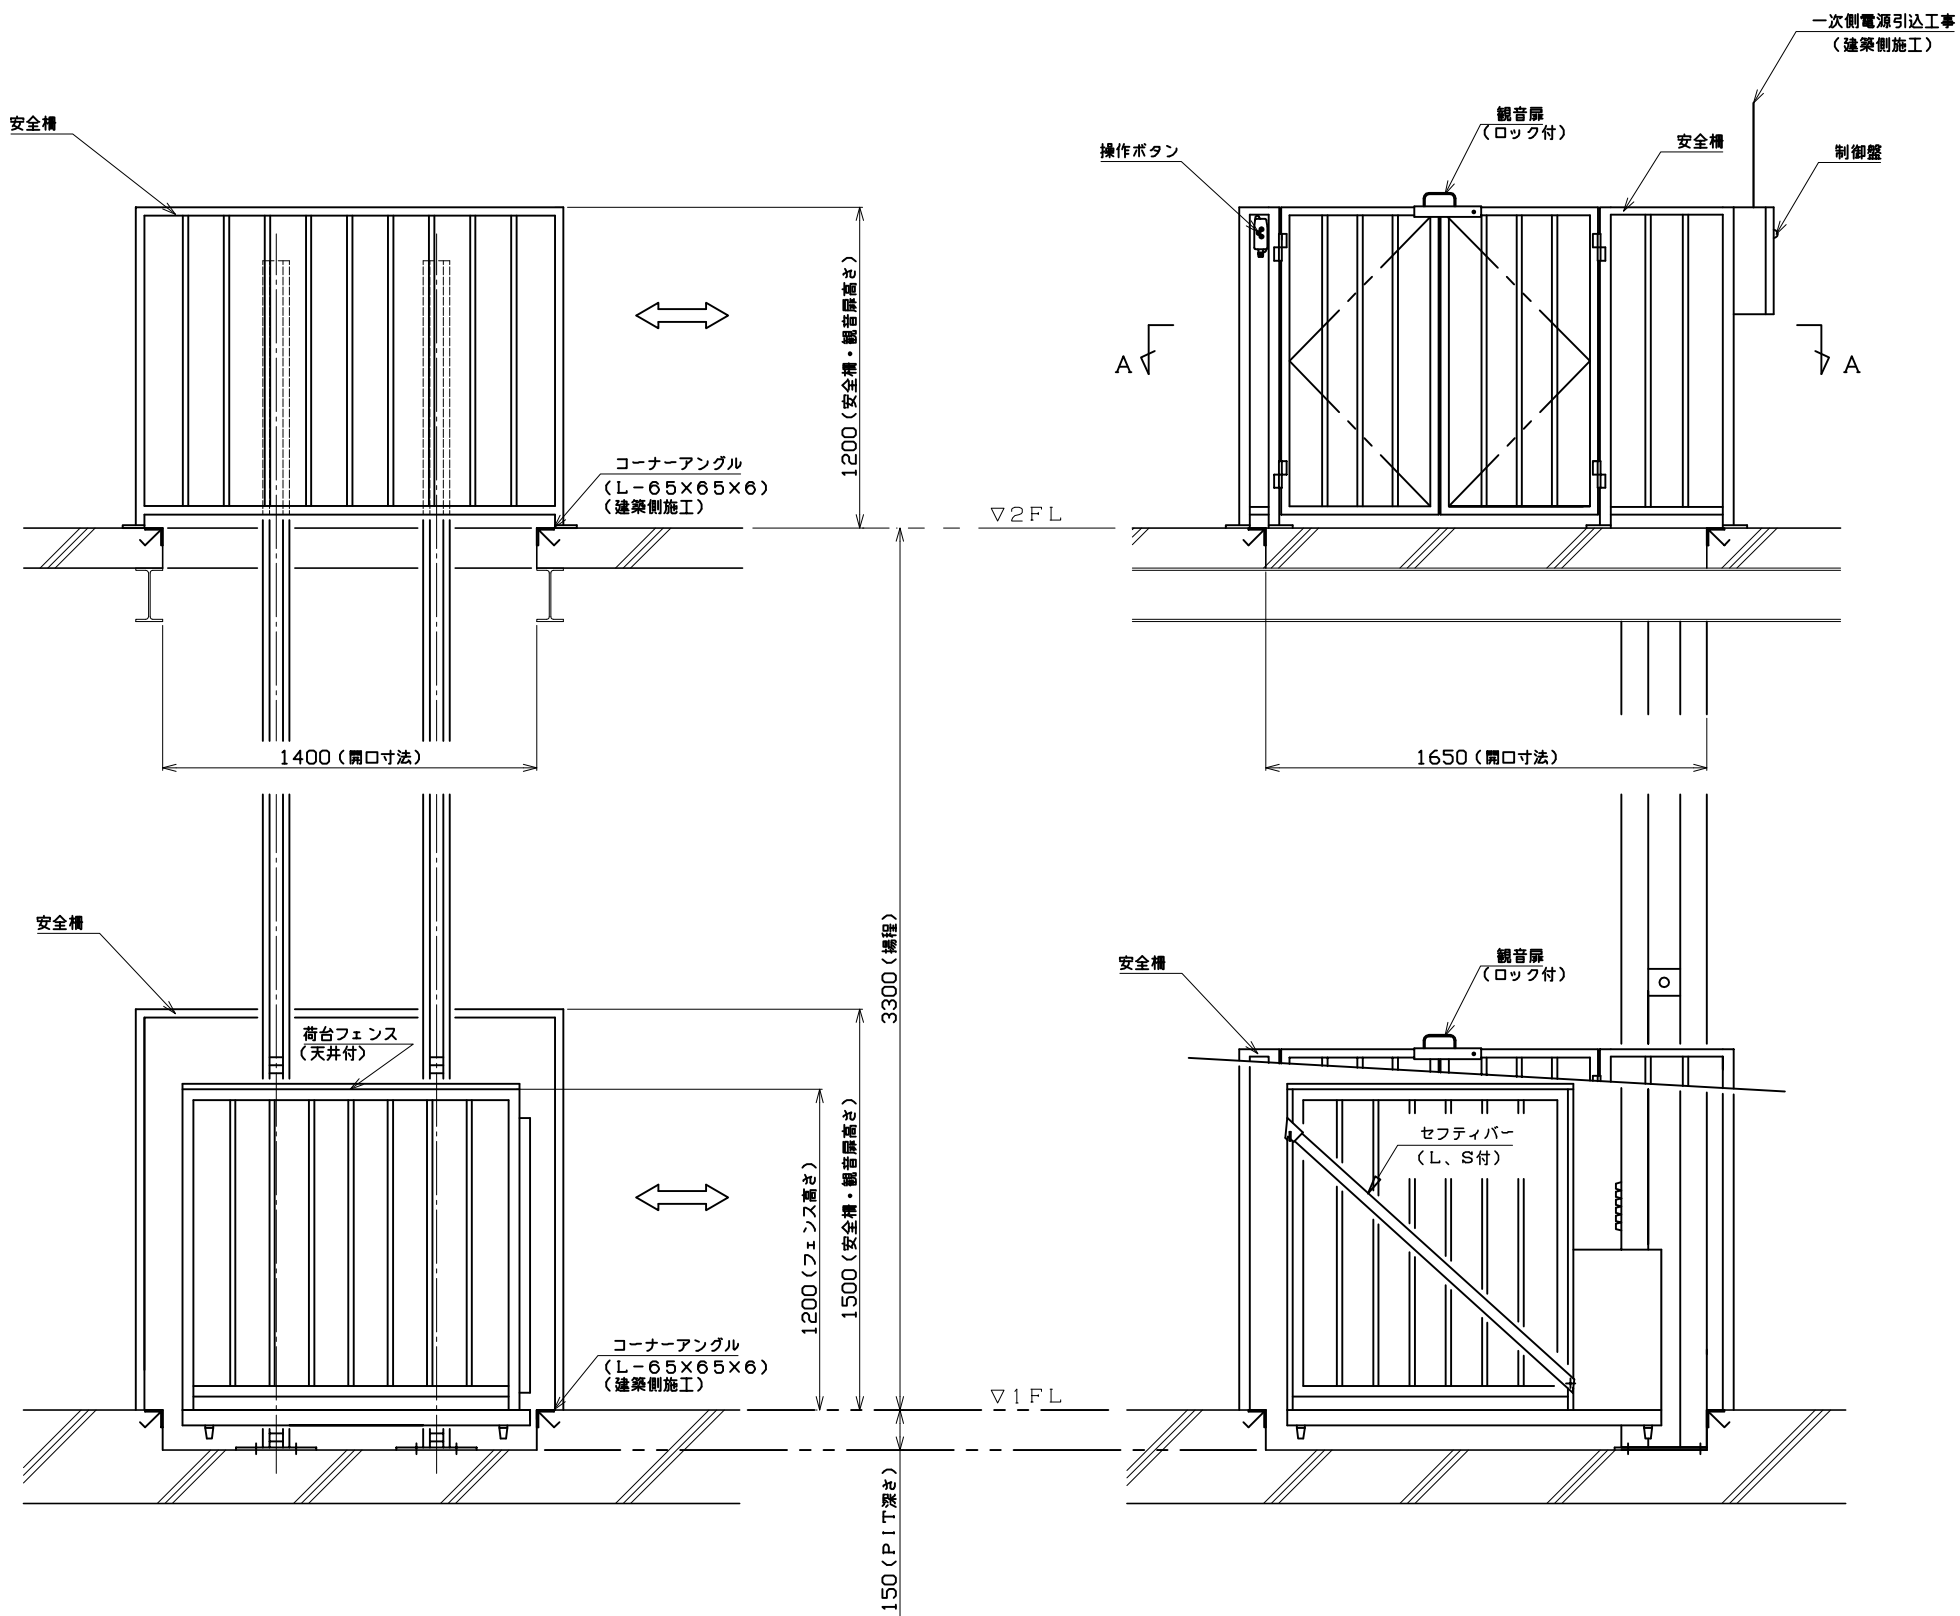 一次側電源引込工事
（建築側施工）
安全柵
操作ボタン
観音扉
（ロック付）
安全柵
制御盤
1200（安全柵・観音扉高さ）
A
A
コーナーアングル
（L－65×65×6）
（建築側施工）
▽2FL
1400（開口寸法）
1650（開口寸法）
3300（揚程）
安全柵
荷台フェンス
（天井付）
安全柵
観音扉
（ロック付）
セフティバー
（L、S付）
1200（フェンス高さ）
1500（安全柵・観音扉高さ）
コーナーアングル
（L－65×65×6）
（建築側施工）
▽1FL
150（PIT深さ）